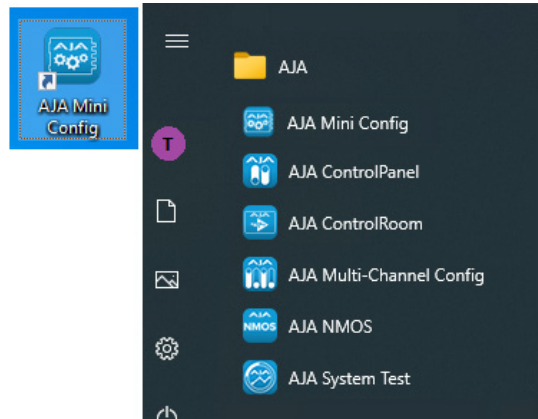 AJA Mini
Config
T
AJA
AJA Mini Config
AJA ControlPanel
AJA ControlRoom
AJA Multi-Channel Config
NMOS
AJA NMOS
AJA System Test